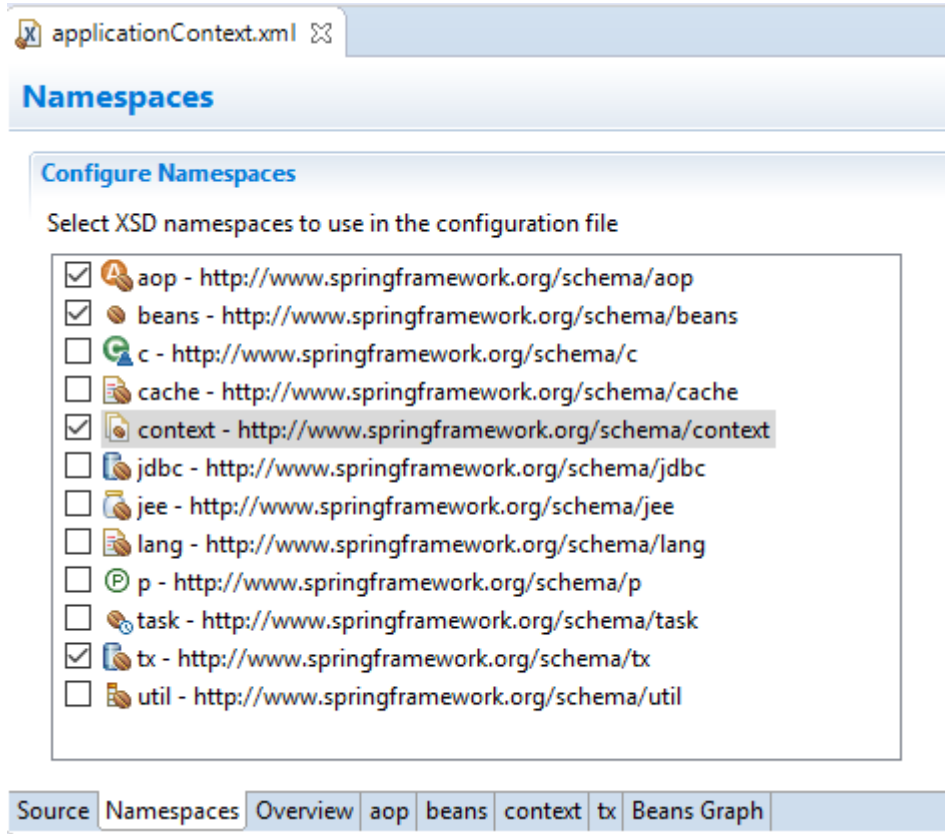 applicationContext.xml
Namespaces
Configure Namespaces
Select XSD namespaces to use in the configuration file
aop - http://www.springframework.org/schema/aop
beans - http://www.springframework.org/schema/beans
c - http://www.springframework.org/schema/c
cache - http://www.springframework.org/schema/cache
context - http://www.springframework.org/schema/context
jdbc - http://www.springframework.org/schema/jdbc
jee - http://www.springframework.org/schema/jee
lang - http://www.springframework.org/schema/lang
p - http://www.springframework.org/schema/p
task - http://www.springframework.org/schema/task
tx - http://www.springframework.org/schema/tx
util - http://www.springframework.org/schema/util
Source Namespaces Overview aop beans context tx Beans Graph